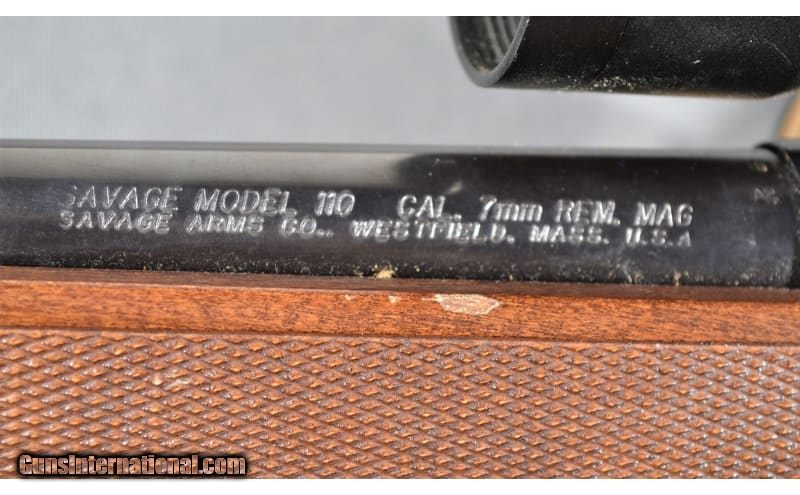 SAVAGE MODEL 110 CAL. 7mm REM. MAG
SAVAGE ARMS CO., WESTFIELD, MASS. U.S.A
GunsInternational.com